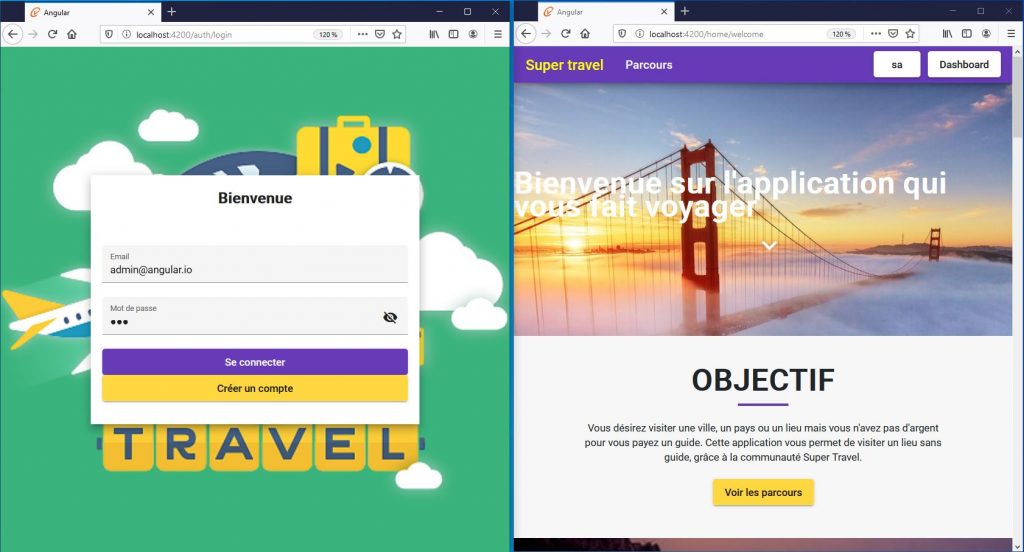 Angular
localhost:4200/auth/login
120 %
Bienvenue
Email
admin@angular.io
Mot de passe
Se connecter
Créer un compte
TRAVEL
Angular
localhost:4200/home/welcome
120 %
Super travel
Parcours
sa
Dashboard
Bienvenue sur l'application qui
vous fait voyager
OBJECTIF
Vous désirez visiter une ville, un pays ou un lieu mais vous n'avez pas d'argent
pour vous payez un guide. Cette application vous permet de visiter un lieu sans
guide, grâce à la communauté Super Travel.
Voir les parcours